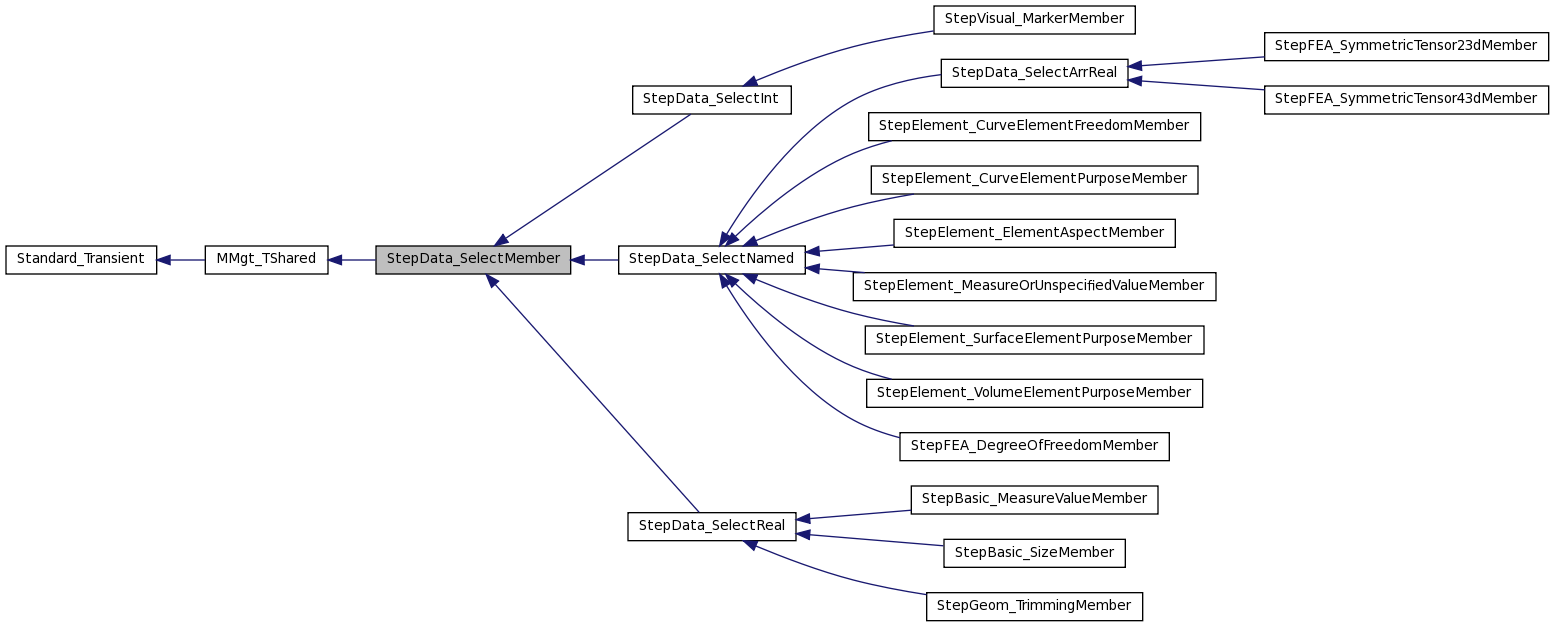 StepVisual_MarkerMember
StepFEA_SymmetricTensor23dMember
StepData_SelectArrReal
StepData_SelectInt
StepFEA_SymmetricTensor43dMember
StepElement_CurveElementFreedomMember
StepElement_CurveElementPurposeMember
StepElement_ElementAspectMember
Standard_Transient
MMgt_TShared
StepData_SelectMember
StepData_SelectNamed
StepElement_MeasureOrUnspecifiedValueMember
StepElement_SurfaceElementPurposeMember
StepElement_VolumeElementPurposeMember
StepFEA_DegreeOfFreedomMember
StepBasic_MeasureValueMember
StepData_SelectReal
StepBasic_SizeMember
StepGeom_TrimmingMember